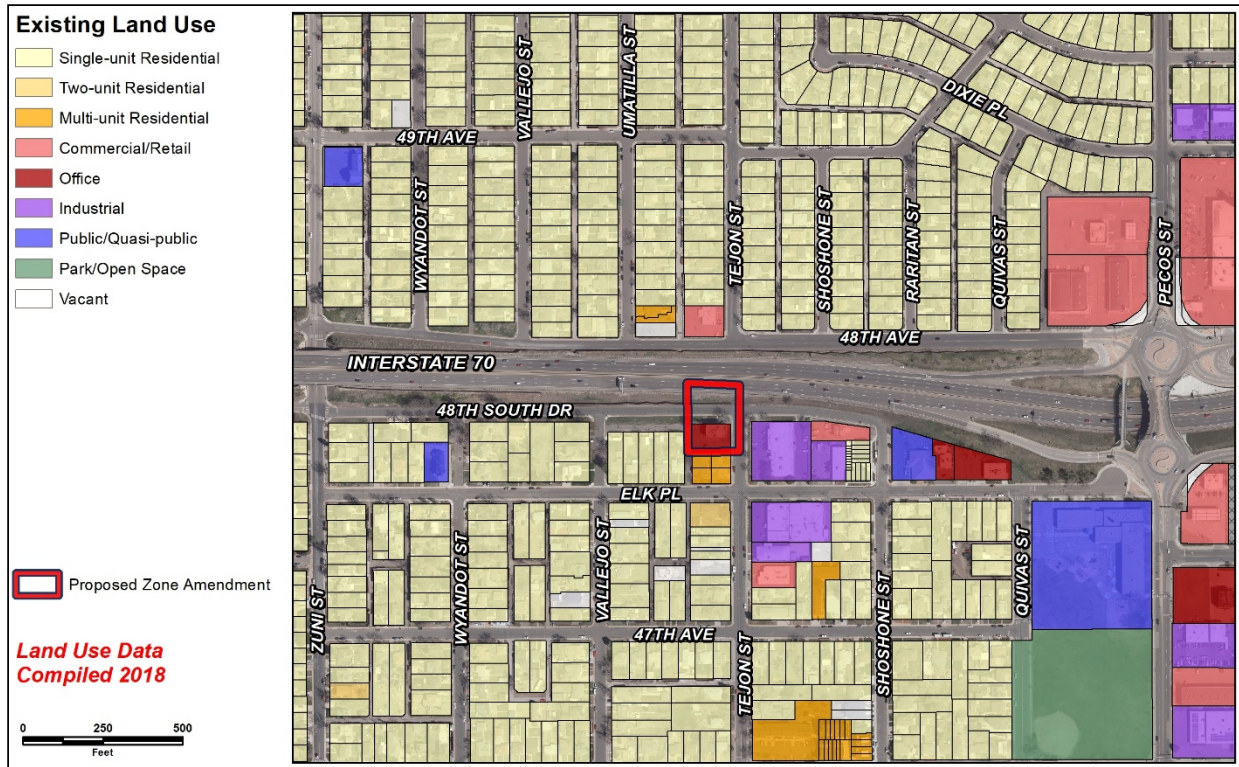 Existing Land Use
Single-unit Residential
Two-unit Residential
Multi-unit Residential
Commercial/Retail
Office
Industrial
Public/Quasi-public
Park/Open Space
Vacant
Proposed Zone Amendment
Land Use Data
Compiled 2018
0 250 500
Feet
VALLEJO ST
UMATILLA ST
DIXIE PL
49TH AVE
WYANDOT ST
TEJON ST
SHOSHONE ST
RARITAN ST
QUIVAS ST
PECOS ST
48TH AVE
INTERSTATE 70
48TH SOUTH DR
ELK PL
ZUNI ST
WYANDOT ST
VALLEJO ST
47TH AVE
TEJON ST
SHOSHONE ST
QUIVAS ST